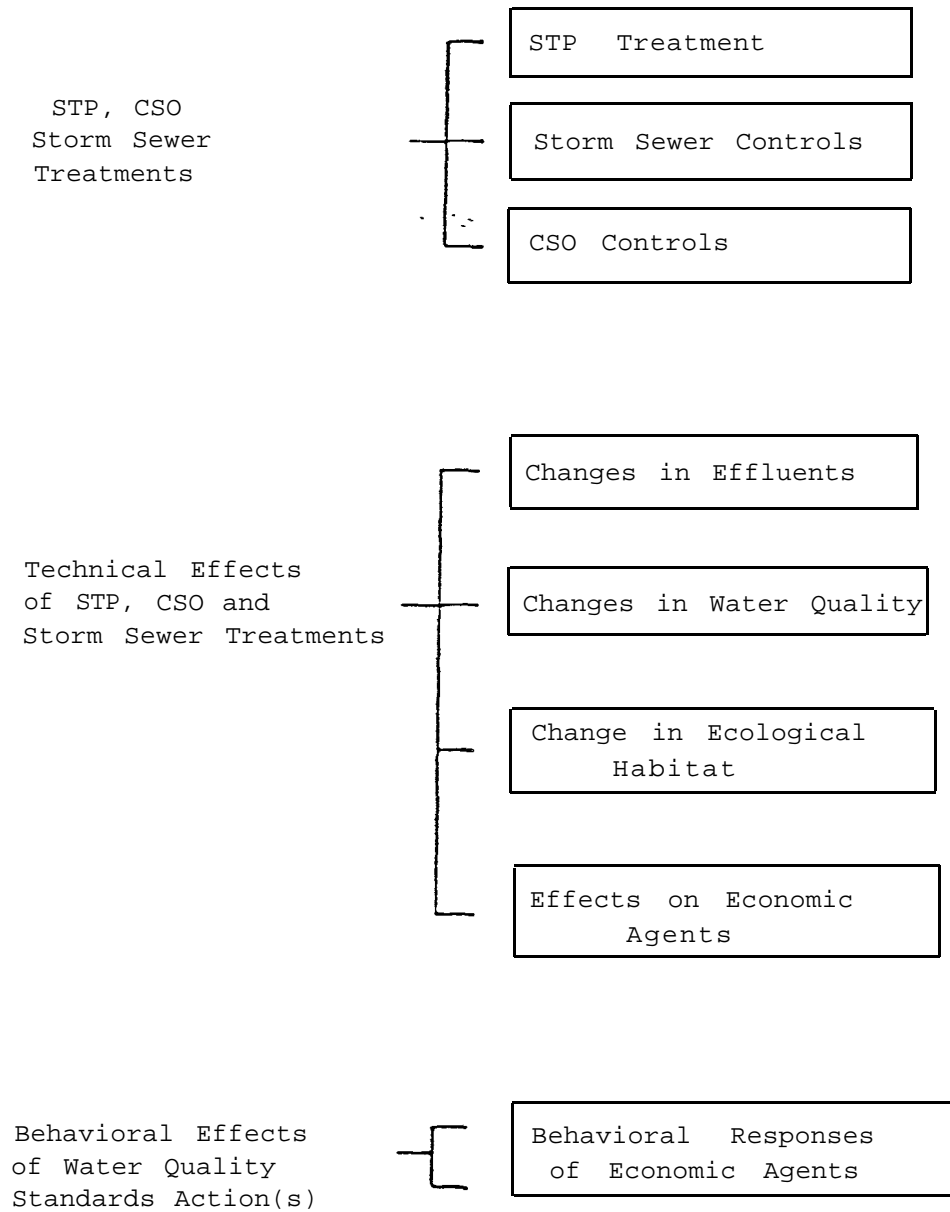 STP Treatment
STP, CSO
Storm Sewer
Treatments
Storm Sewer Controls
CSO Controls
Changes in Effluents
Technical Effects
of STP, CSO and
Storm Sewer Treatments
Changes in Water Quality
Change in Ecological
Habitat
Effects on Economic
Agents
Behavioral Effects
of Water Quality
Standards Action(s)
Behavioral Responses
of Economic Agents